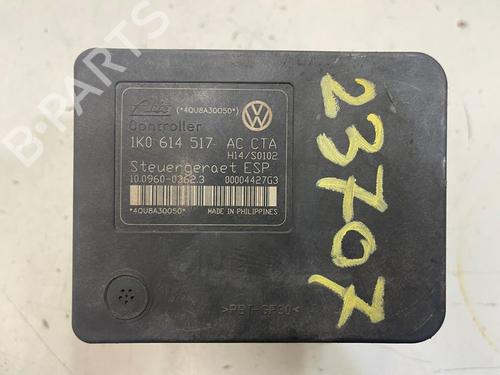 Ate (*4QU8A30050*)
Controller
1K0 614 517 AC CTA
H14/S0102
Steuergeraet ESP
10.0960-0362.3 00004427G3
*4QU8A30050* MADE IN PHILIPPINES
23707
>PBT-GF30<
B-PARTS